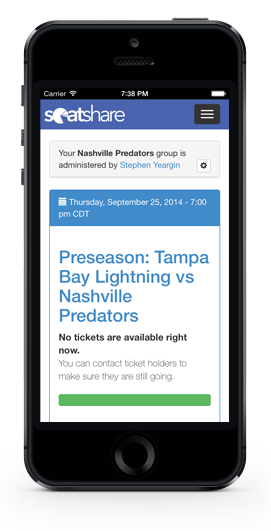 Carrier 7:38 PM
seatshare
Your Nashville Predators group is
administered by Stephen Yeargin
Thursday, September 25, 2014 - 7:00
pm CDT
Preseason: Tampa
Bay Lightning vs
Nashville
Predators
No tickets are available right
now.
You can contact ticket holders to
make sure they are still going.